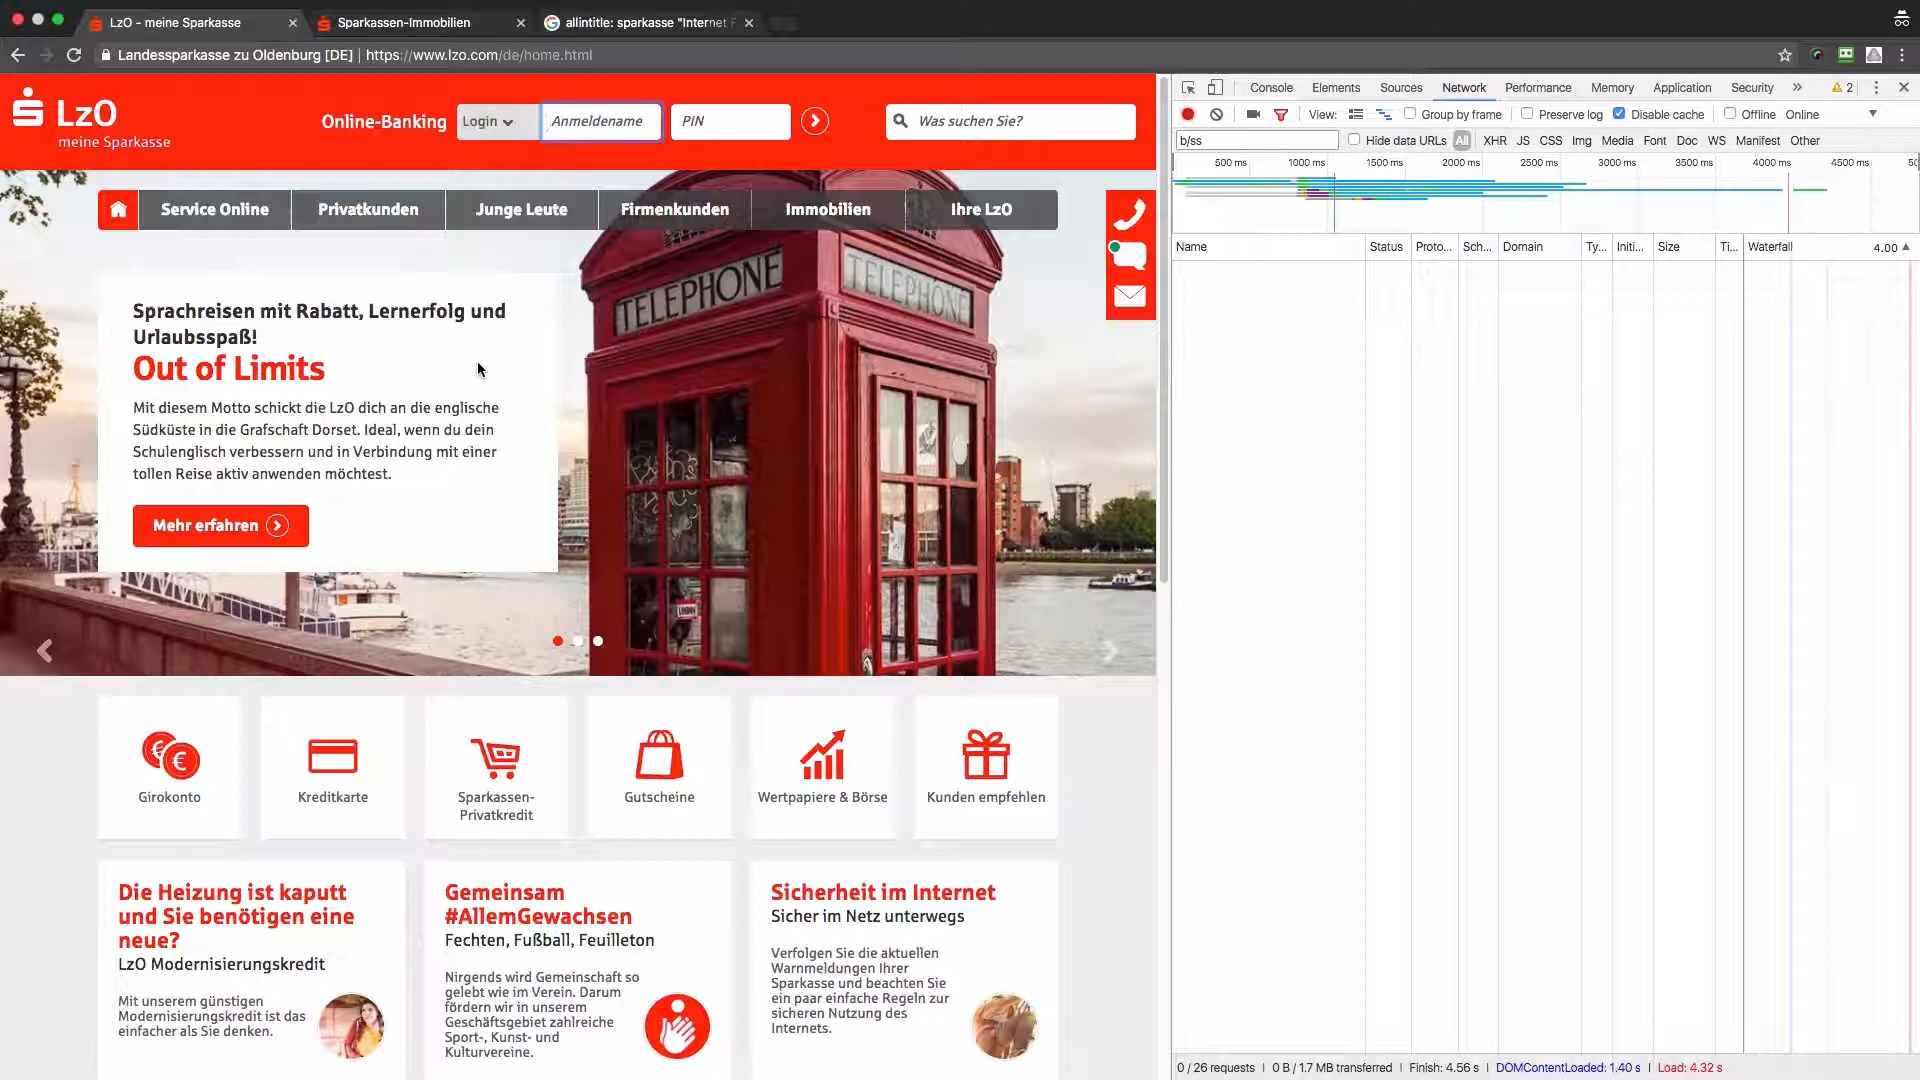 LzO - meine Sparkasse
Sparkassen-Immobilien
allintitle: sparkasse "Internet F
Landessparkasse zu Oldenburg [DE] | https://www.lzo.com/de/home.html
LzO
meine Sparkasse
Online-Banking
Login
Anmeldename
PIN
Was suchen Sie?
Service Online
Privatkunden
Junge Leute
Firmenkunden
Immobilien
Ihre LzO
TELEPHONE
TELEPHONE
Sprachreisen mit Rabatt, Lernerfolg und
Urlaubsspaß!
Out of Limits
Mit diesem Motto schickt die LzO dich an die englische
Südküste in die Grafschaft Dorset. Ideal, wenn du dein
Schulenglisch verbessern und in Verbindung mit einer
tollen Reise aktiv anwenden möchtest.
Mehr erfahren
Girokonto
Kreditkarte
Sparkassen-
Privatkredit
Gutscheine
Wertpapiere & Börse
Kunden empfehlen
Die Heizung ist kaputt
und Sie benötigen eine
neue?
LzO Modernisierungskredit
Mit unserem günstigen
Modernisierungskredit ist das
einfacher als Sie denken.
Gemeinsam
#AllemGewachsen
Fechten, Fußball, Feuilleton
Nirgends wird Gemeinschaft so
gelebt wie im Verein. Darum
fördern wir in unserem
Geschäftsgebiet zahlreiche
Sport-, Kunst- und
Kulturvereine.
Sicherheit im Internet
Sicher im Netz unterwegs
Verfolgen Sie die aktuellen
Warnmeldungen Ihrer
Sparkasse und beachten Sie
ein paar einfache Regeln zur
sicheren Nutzung des
Internets.
Console Elements Sources Network Performance Memory Application Security » 2
View: Group by frame Preserve log Disable cache Offline Online
b/ss Hide data URLs All XHR JS CSS Img Media Font Doc WS Manifest Other
500 ms 1000 ms 1500 ms 2000 ms 2500 ms 3000 ms 3500 ms 4000 ms 4500 ms 50
Name Status Proto... Sch... Domain Ty... Initi... Size Ti... Waterfall 4.00
0 / 26 requests | 0 B / 1.7 MB transferred | Finish: 4.56 s | DOMContentLoaded: 1.40 s | Load: 4.32 s